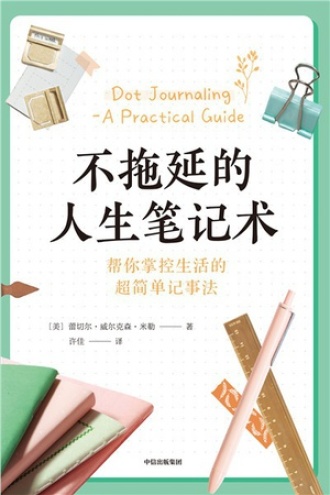 Dot Journaling
-A Practical Guide
不拖延的
人生笔记术
帮你掌控生活的
超简单记事法
[美] 蕾切尔·威尔克森·米勒 —— 著
许佳 —— 译
中信出版集团